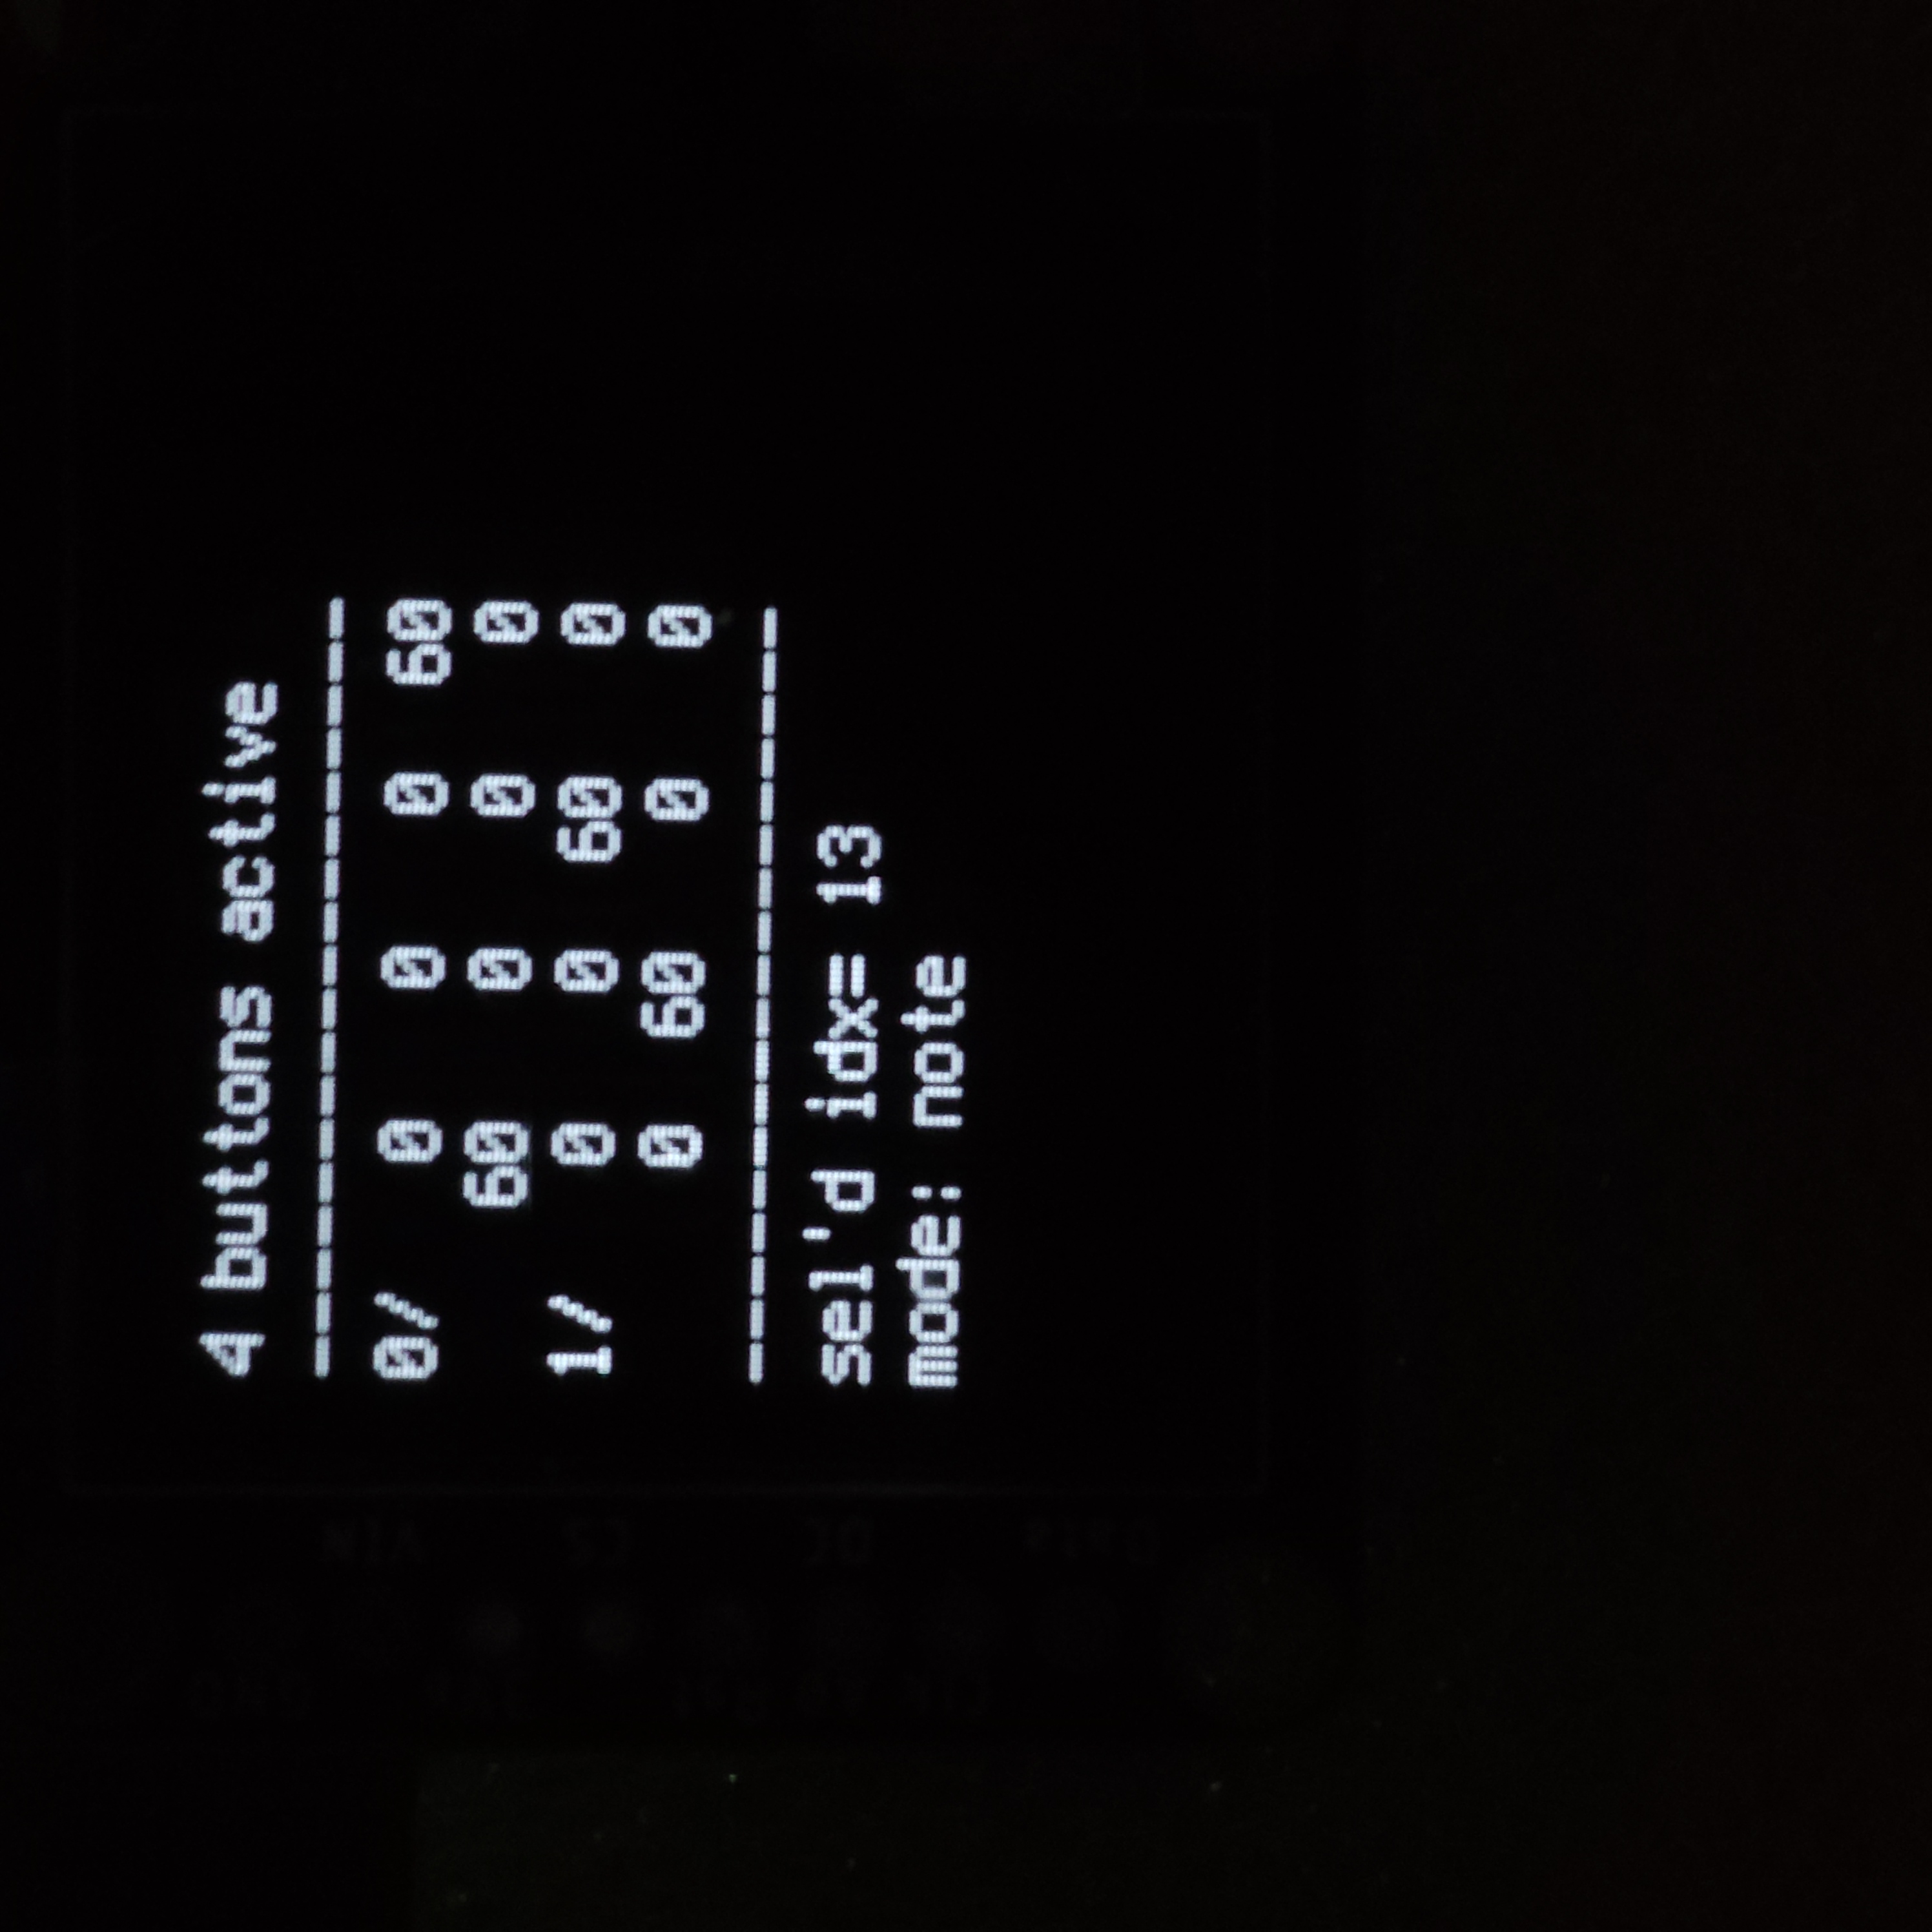 4 buttons active
------------------
0/   0   0   0  60
    60   0   0   0
1/   0   0  60   0
     0  60   0   0
------------------
sel'd idx= 13
mode: note